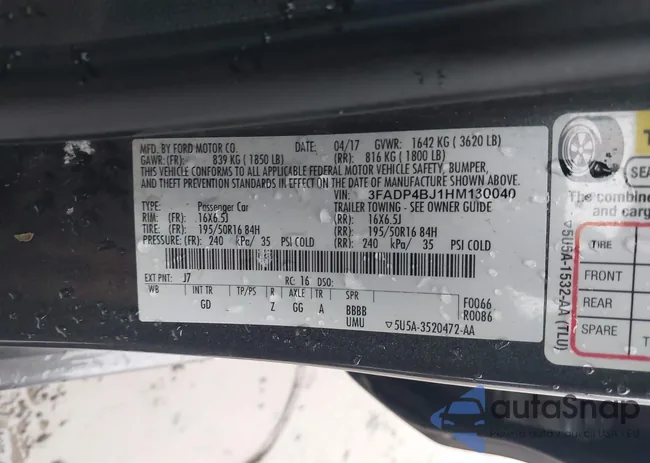 MFD. BY FORD MOTOR CO. DATE: 04/17 GVWR: 1642 KG ( 3620 LB)
GAWR: (FR): 839 KG ( 1850 LB) (RR): 816 KG ( 1800 LB)
THIS VEHICLE CONFORMS TO ALL APPLICABLE FEDERAL MOTOR VEHICLE SAFETY, BUMPER,
AND THEFT PREVENTION STANDARDS IN EFFECT ON THE DATE OF MANUFACTURE SHOWN ABOVE.
VIN: 3FADP4BJ1HM130040
TYPE: Passenger Car TRAILER TOWING - SEE OWNER GUIDE
RIM: (FR): 16X6.5J (RR): 16X6.5J
TIRE: (FR): 195/50R16 84H (RR): 195/50R16 84H
PRESSURE: (FR): 240 kPa/ 35 PSI COLD (RR): 240 kPa/ 35 PSI COLD
EXT PNT: J7 RC: 16 DSO:
WB INT TR TP/PS R AXLE TR SPR F0066
GD Z GG A BBBB R0086
UMU ▽5U5A-3520472-AA
▽5U5A-1532-AA (TLU)
SEA
The combine
and carg
TIRE
FRONT
REAR
SPARE
autoSnap